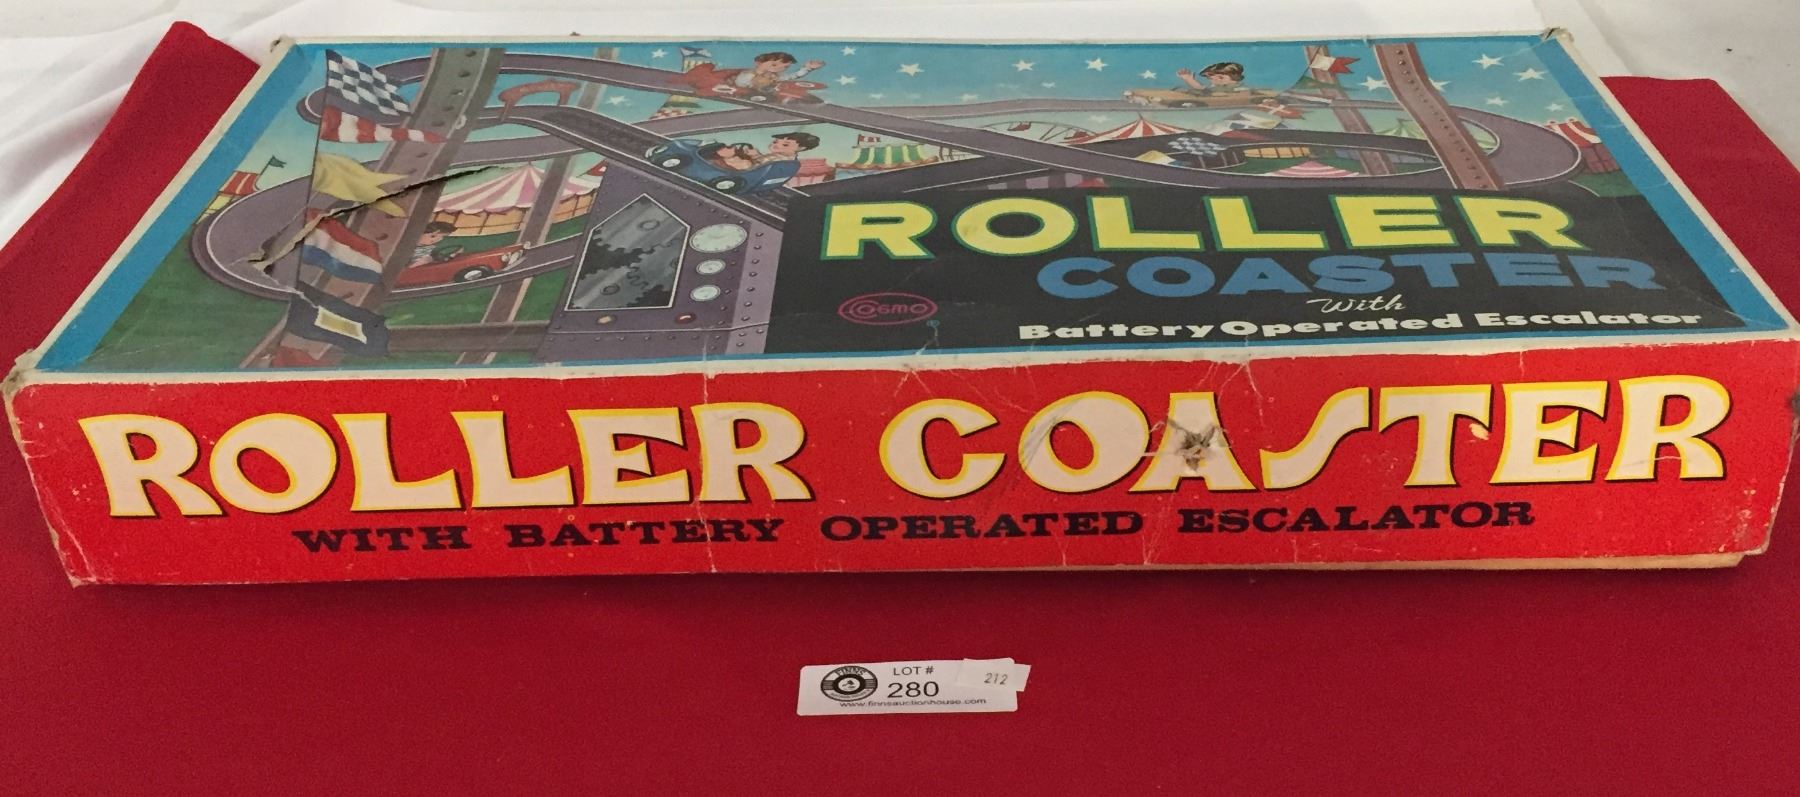 ROLLER
COASTER
With
Battery Operated Escalator
COSMO
ROLLER COASTER
WITH BATTERY OPERATED ESCALATOR
FINNS
LOT #
280
212
www.finnsauctionhouse.com